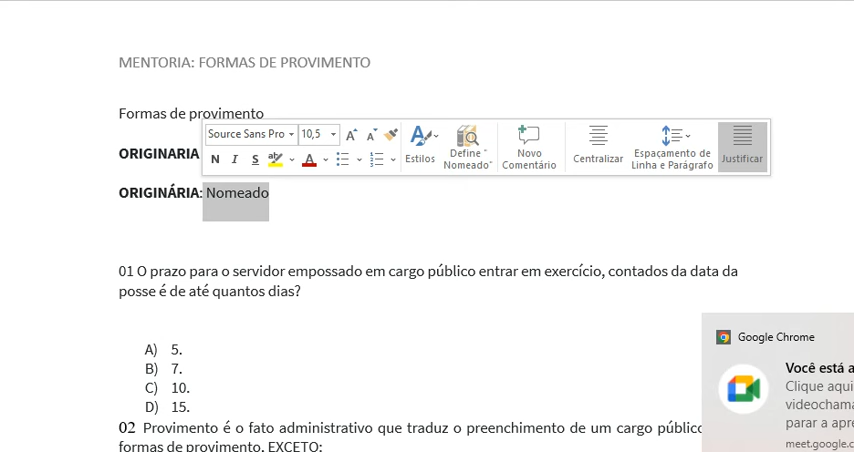 MENTORIA: FORMAS DE PROVIMENTO
Formas de provimento
ORIGINARIA
Source Sans Pro 10,5 A A
N I S ab A
Estilos
Define "
Nomeado"
Novo
Comentário
Centralizar
Espaçamento de
Linha e Parágrafo
Justificar
ORIGINÁRIA: Nomeado
01 O prazo para o servidor empossado em cargo público entrar em exercício, contados da data da
posse é de até quantos dias?
A) 5.
B) 7.
C) 10.
D) 15.
02 Provimento é o fato administrativo que traduz o preenchimento de um cargo público
formas de provimento, EXCETO:
Google Chrome
Você está a
Clique aqui
videochama
parar a apre
meet.google.c